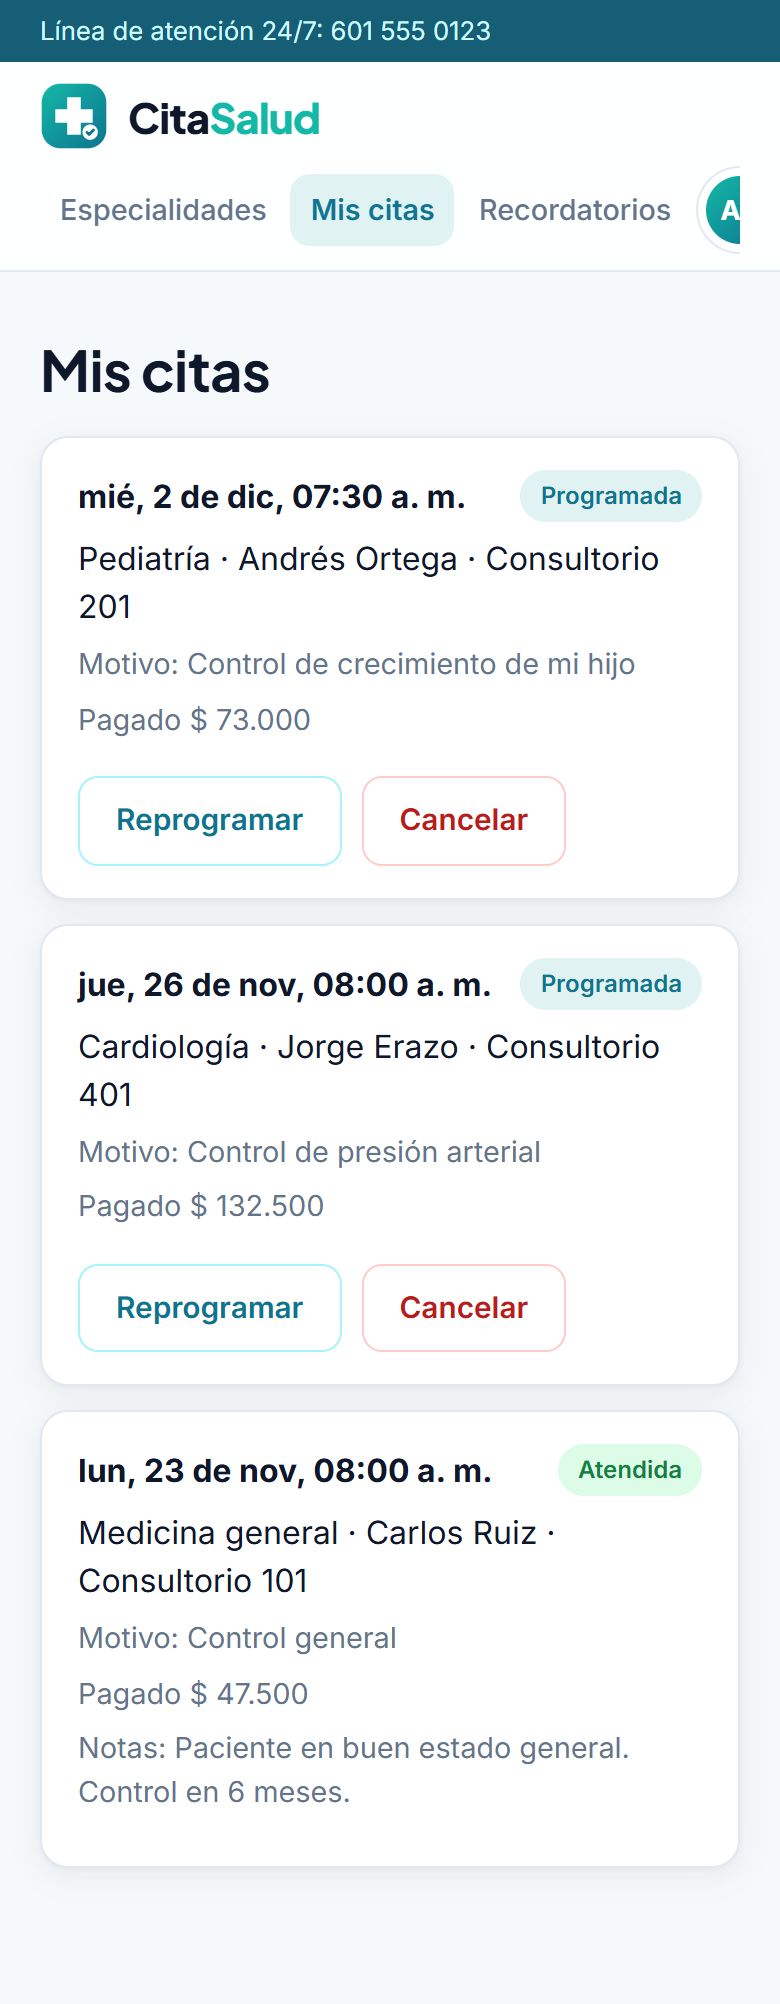 Línea de atención 24/7: 601 555 0123
CitaSalud
Especialidades Mis citas Recordatorios A
Mis citas
mié, 2 de dic, 07:30 a. m. Programada
Pediatría · Andrés Ortega · Consultorio
201
Motivo: Control de crecimiento de mi hijo
Pagado $ 73.000
Reprogramar Cancelar
jue, 26 de nov, 08:00 a. m. Programada
Cardiología · Jorge Erazo · Consultorio
401
Motivo: Control de presión arterial
Pagado $ 132.500
Reprogramar Cancelar
lun, 23 de nov, 08:00 a. m. Atendida
Medicina general · Carlos Ruiz ·
Consultorio 101
Motivo: Control general
Pagado $ 47.500
Notas: Paciente en buen estado general.
Control en 6 meses.